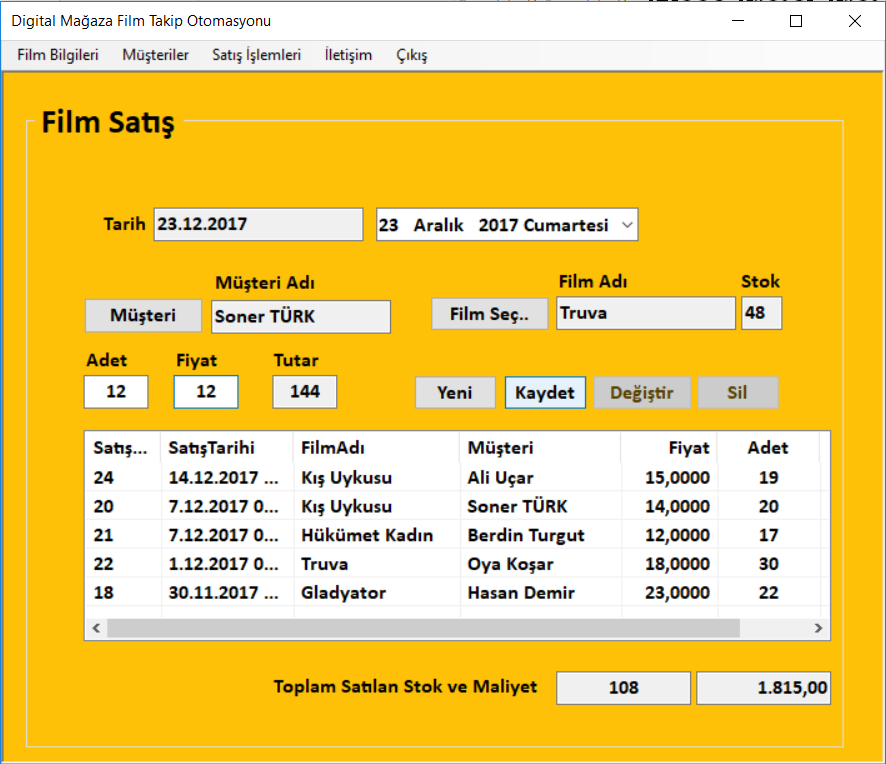 Digital Mağaza Film Takip Otomasyonu
Film Bilgileri Müşteriler Satış İşlemleri İletişim Çıkış
Film Satış
Tarih 23.12.2017 23 Aralık 2017 Cumartesi
Müşteri Adı Film Adı Stok
Müşteri Soner TÜRK Film Seç.. Truva 48
Adet Fiyat Tutar
12 12 144 Yeni Kaydet Değiştir Sil
Satış... SatışTarihi FilmAdı Müşteri Fiyat Adet
24 14.12.2017 ... Kış Uykusu Ali Uçar 15,0000 19
20 7.12.2017 0... Kış Uykusu Soner TÜRK 14,0000 20
21 7.12.2017 0... Hükümet Kadın Berdin Turgut 12,0000 17
22 1.12.2017 0... Truva Oya Koşar 18,0000 30
18 30.11.2017 ... Gladyator Hasan Demir 23,0000 22
Toplam Satılan Stok ve Maliyet 108 1.815,00